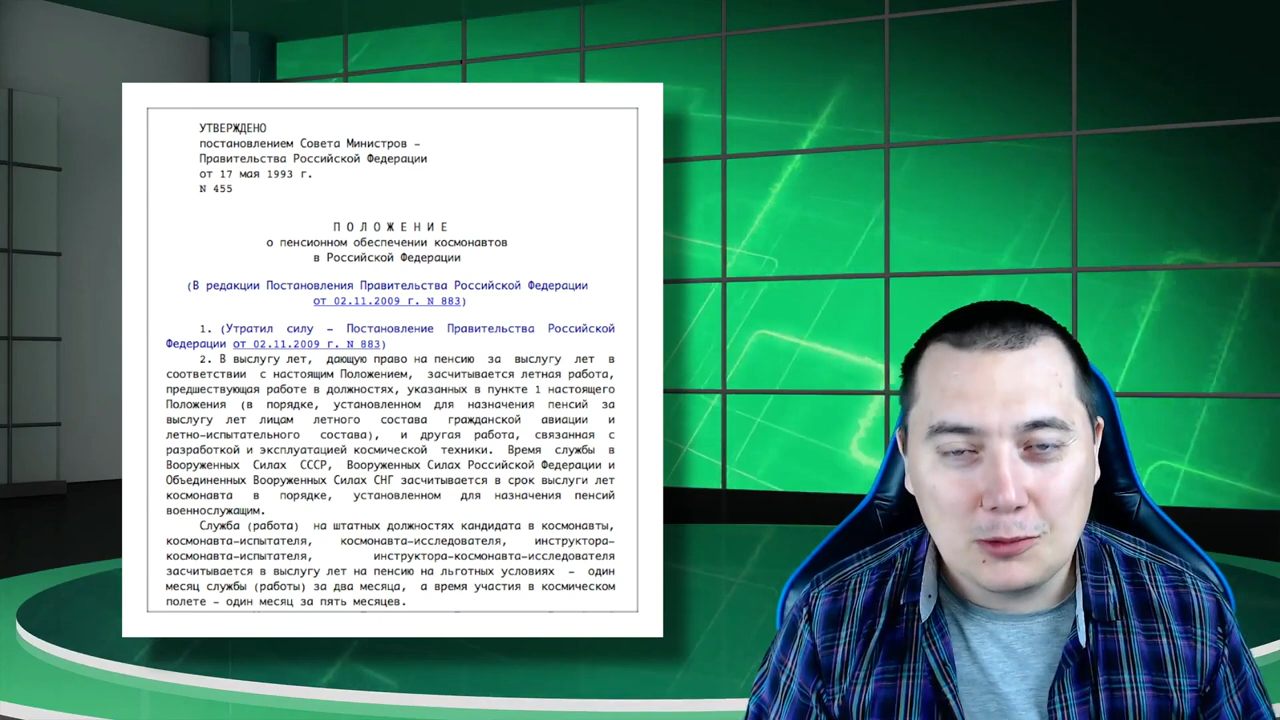 УТВЕРЖДЕНО
постановлением Совета Министров –
Правительства Российской Федерации
от 17 мая 1993 г.
N 455
П О Л О Ж Е Н И Е
о пенсионном обеспечении космонавтов
в Российской Федерации
(В редакции Постановления Правительства Российской Федерации
от 02.11.2009 г. N 883)
1. (Утратил силу – Постановление Правительства Российской
Федерации от 02.11.2009 г. N 883)
2. В выслугу лет, дающую право на пенсию за выслугу лет в
соответствии с настоящим Положением, засчитывается летная работа,
предшествующая работе в должностях, указанных в пункте 1 настоящего
Положения (в порядке, установленном для назначения пенсий за
выслугу лет лицам летного состава гражданской авиации и
летно-испытательного состава), и другая работа, связанная с
разработкой и эксплуатацией космической техники. Время службы в
Вооруженных Силах СССР, Вооруженных Силах Российской Федерации и
Объединенных Вооруженных Силах СНГ засчитывается в срок выслуги лет
космонавта в порядке, установленном для назначения пенсий
военнослужащим.
Служба (работа) на штатных должностях кандидата в космонавты,
космонавта-испытателя, космонавта-исследователя, инструктора-
космонавта-испытателя, инструктора-космонавта-исследователя
засчитывается в выслугу лет на пенсию на льготных условиях – один
месяц службы (работы) за два месяца, а время участия в космическом
полете – один месяц за пять месяцев.